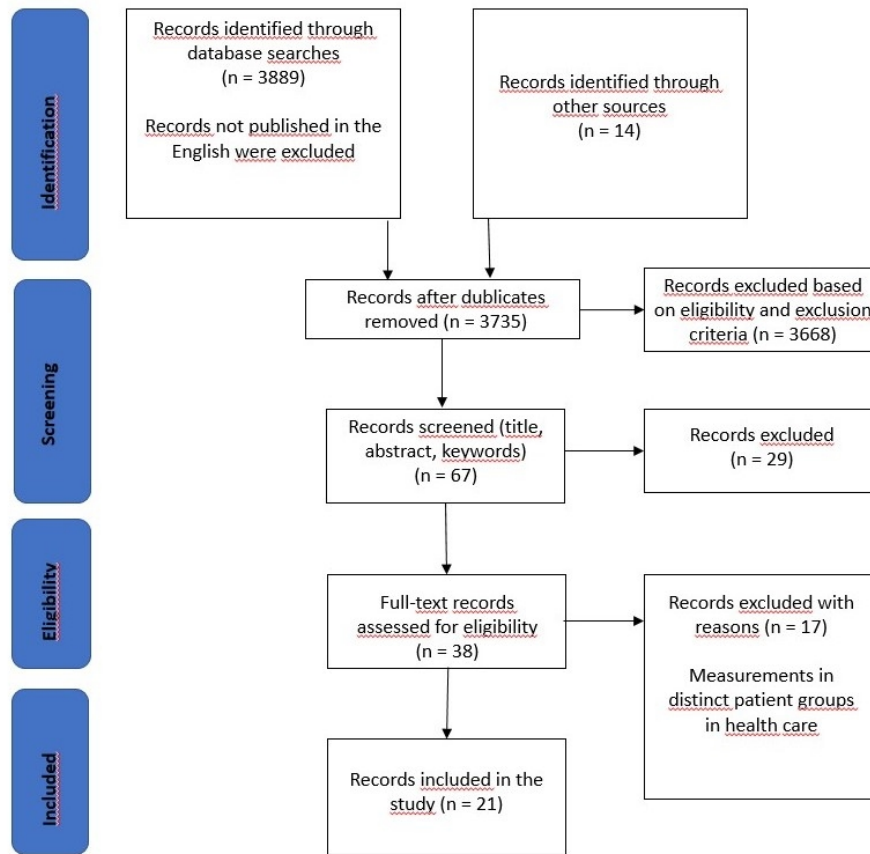 Identification
Records identified through
database searches
(n = 3889)
Records not published in the
English were excluded
Records identified through
other sources
(n = 14)
Screening
Records after dublicates
removed (n = 3735)
Records excluded based
on eligibility and exclusion
criteria (n = 3668)
Records screened (title,
abstract, keywords)
(n = 67)
Records excluded
(n = 29)
Eligibility
Full-text records
assessed for eligibility
(n = 38)
Records excluded with
reasons (n = 17)
Measurements in
distinct patient groups
in health care
Included
Records included in the
study (n = 21)